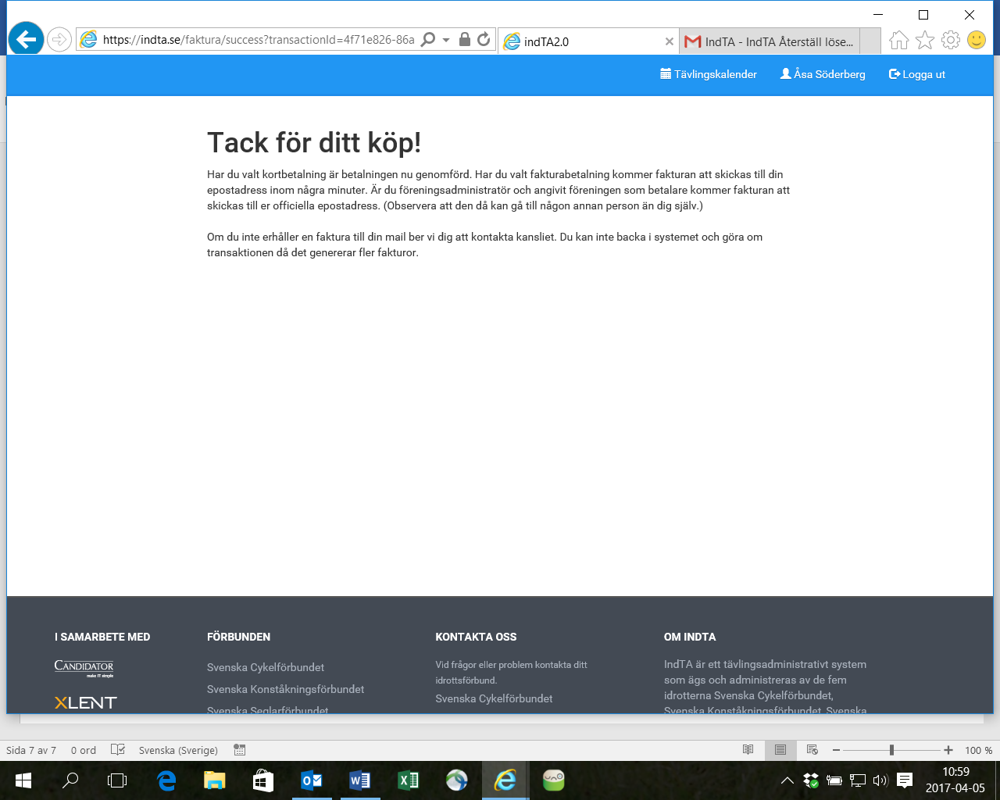 https://indta.se/faktura/success?transactionId=4f71e826-86a
indTA2.0
IndTA - IndTA Återställ löse...
Tävlingskalender
Åsa Söderberg
Logga ut
Tack för ditt köp!
Har du valt kortbetalning är betalningen nu genomförd. Har du valt fakturabetalning kommer fakturan att skickas till din
epostadress inom några minuter. Är du föreningsadministratör och angivit föreningen som betalare kommer fakturan att
skickas till er officiella epostadress. (Observera att den då kan gå till någon annan person än dig själv.)
Om du inte erhåller en faktura till din mail ber vi dig att kontakta kansliet. Du kan inte backa i systemet och göra om
transaktionen då det genererar fler fakturor.
I SAMARBETE MED
CANDIDATOR
make IT simple
XLENT
FÖRBUNDEN
Svenska Cykelförbundet
Svenska Konståkningsförbundet
Svenska Seglarförbundet
KONTAKTA OSS
Vid frågor eller problem kontakta ditt
idrottsförbund.
Svenska Cykelförbundet
OM INDTA
IndTA är ett tävlingsadministrativt system
som ägs och administreras av de fem
idrotterna Svenska Cykelförbundet,
Svenska Konståkningsförbundet, Svenska
Sida 7 av 7
0 ord
Svenska (Sverige)
100 %
uno
10:59
2017-04-05